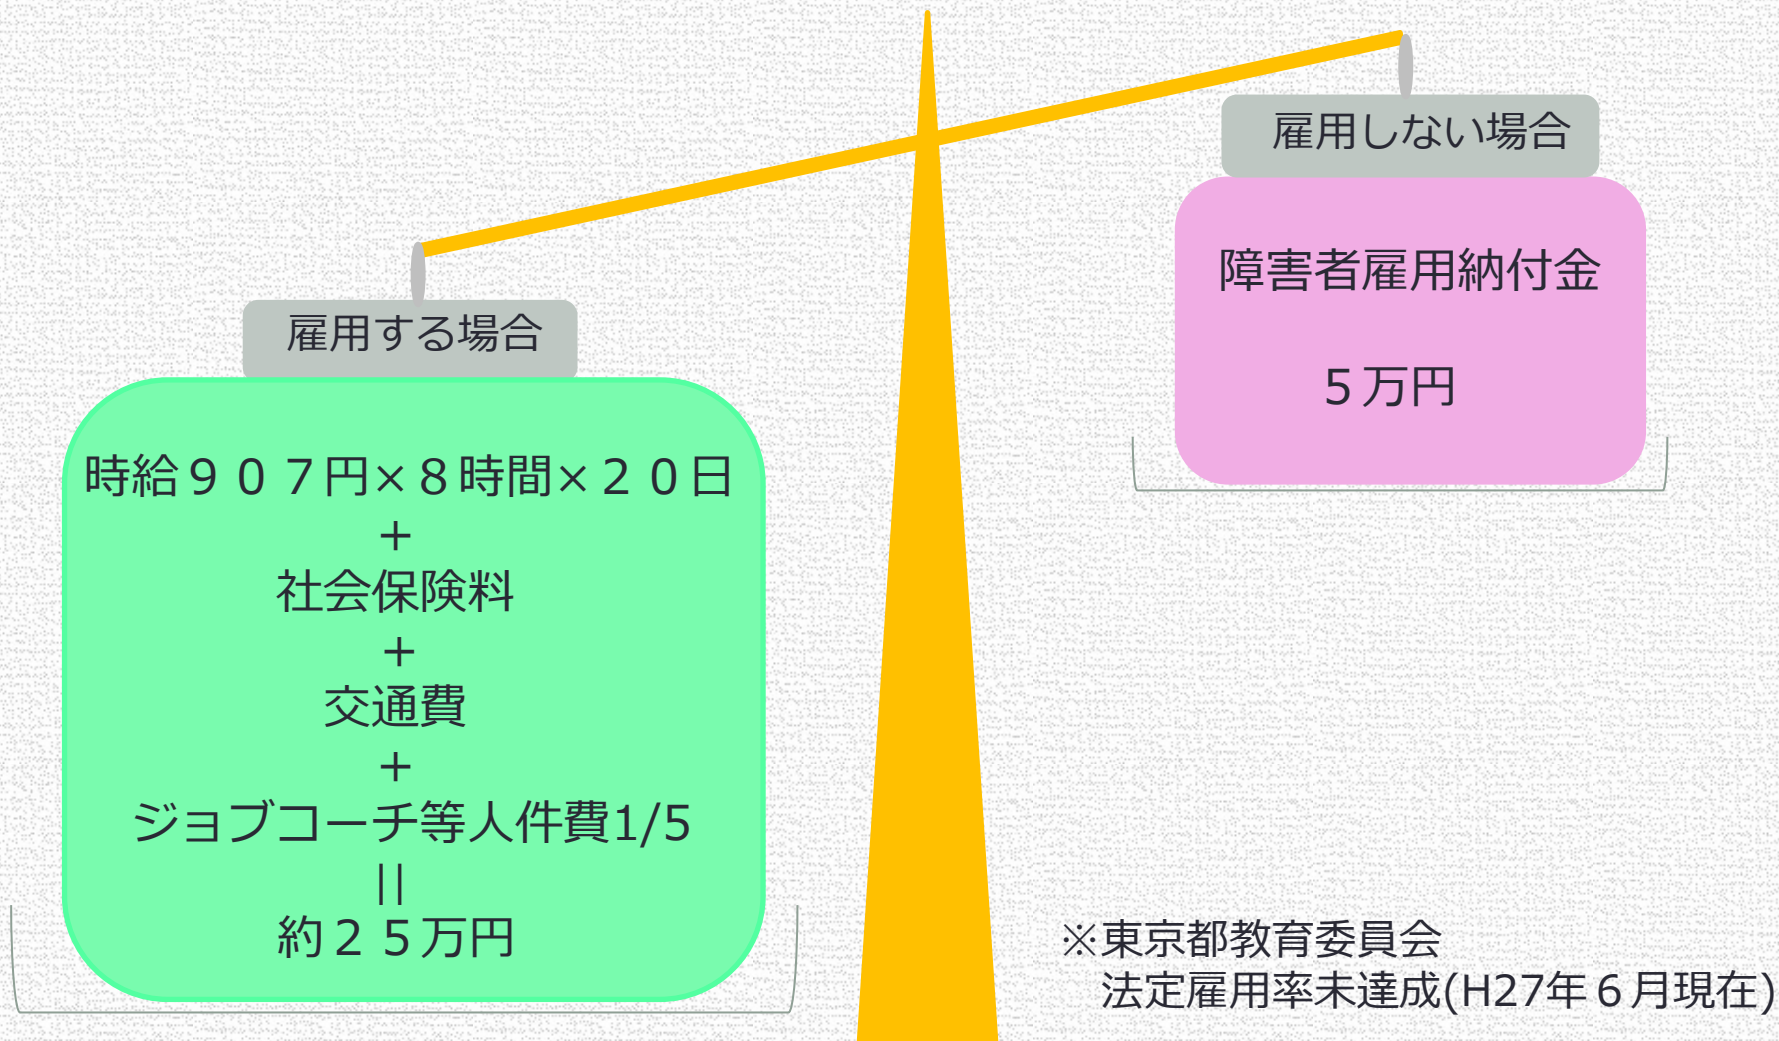 雇用しない場合
障害者雇用納付金
５万円
雇用する場合
時給９０７円×８時間×２０日
+
社会保険料
+
交通費
+
ジョブコーチ等人件費1/5
||
約２５万円
※東京都教育委員会
法定雇用率未達成(H27年６月現在)